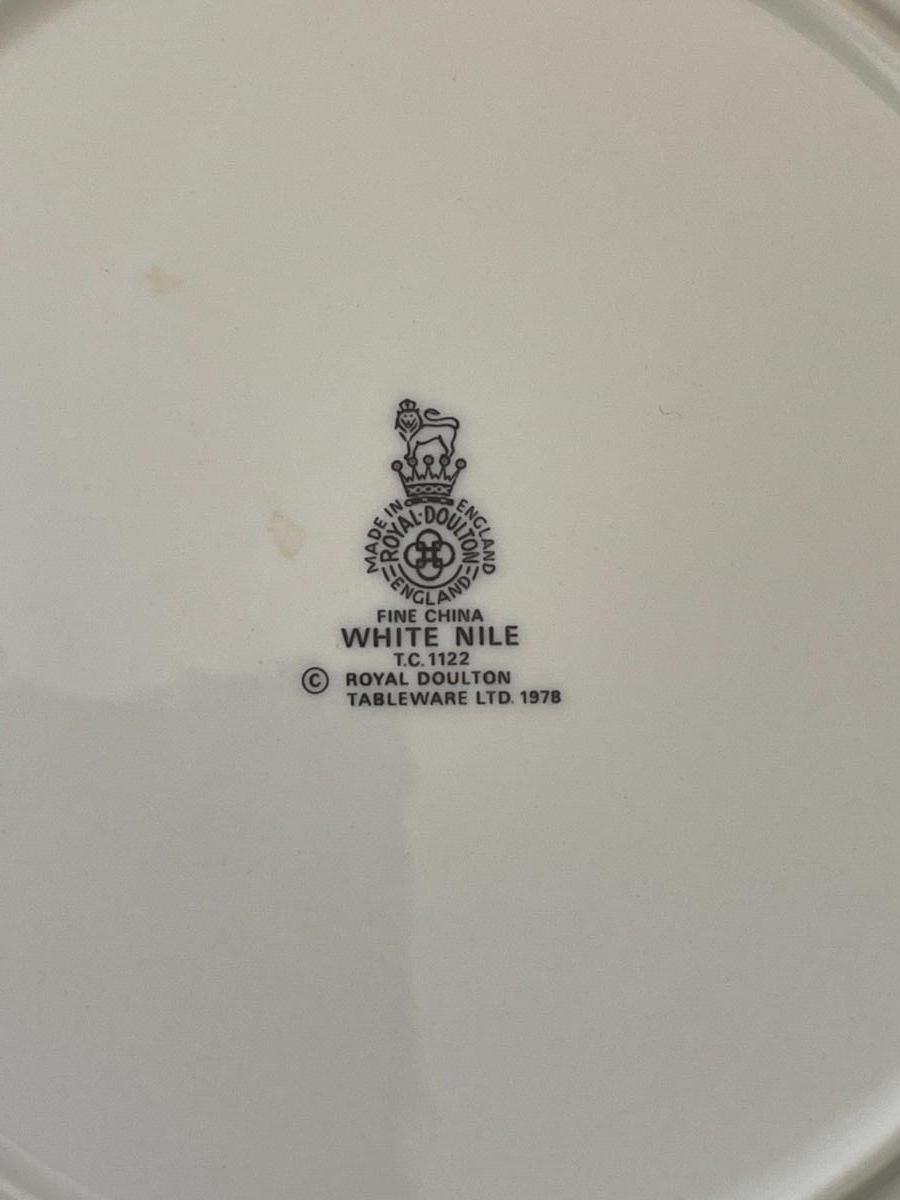 MADE IN ENGLAND
ROYAL·DOULTON
ENGLAND
FINE CHINA
WHITE NILE
T.C. 1122
© ROYAL DOULTON
TABLEWARE LTD. 1978